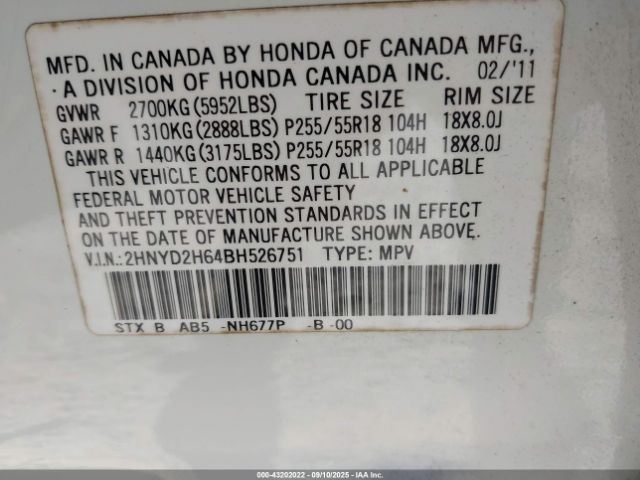 MFD. IN CANADA BY HONDA OF CANADA MFG.,
A DIVISION OF HONDA CANADA INC. 02/'11
GVWR 2700KG(5952LBS) TIRE SIZE RIM SIZE
GAWR F 1310KG(2888LBS) P255/55R18 104H 18X8.0J
GAWR R 1440KG(3175LBS) P255/55R18 104H 18X8.0J
THIS VEHICLE CONFORMS TO ALL APPLICABLE
FEDERAL MOTOR VEHICLE SAFETY
AND THEFT PREVENTION STANDARDS IN EFFECT
ON THE DATE OF MANUFACTURE SHOWN ABOVE.
V.I.N.:2HNYD2H64BH526751 TYPE: MPV
STX B AB5 -NH677P -B -00
000-43202022 - 09/10/2025 - IAA Inc.